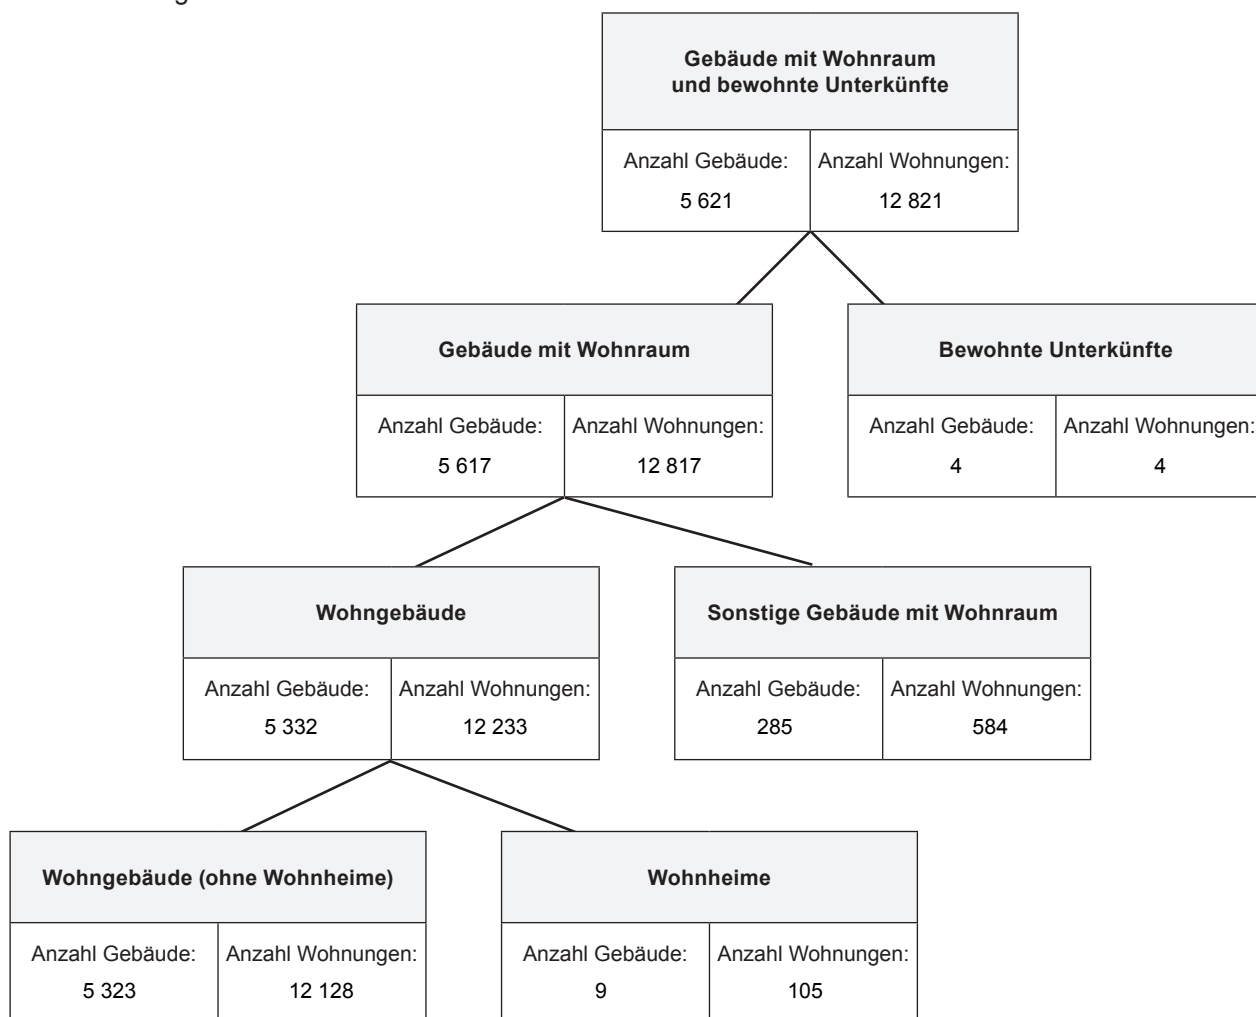 Gebäude mit Wohnraum
und bewohnte Unterkünfte
Anzahl Gebäude: Anzahl Wohnungen:
5 621 12 821
Gebäude mit Wohnraum
Anzahl Gebäude: Anzahl Wohnungen:
5 617 12 817
Bewohnte Unterkünfte
Anzahl Gebäude: Anzahl Wohnungen:
4 4
Wohngebäude
Anzahl Gebäude: Anzahl Wohnungen:
5 332 12 233
Sonstige Gebäude mit Wohnraum
Anzahl Gebäude: Anzahl Wohnungen:
285 584
Wohngebäude (ohne Wohnheime)
Anzahl Gebäude: Anzahl Wohnungen:
5 323 12 128
Wohnheime
Anzahl Gebäude: Anzahl Wohnungen:
9 105